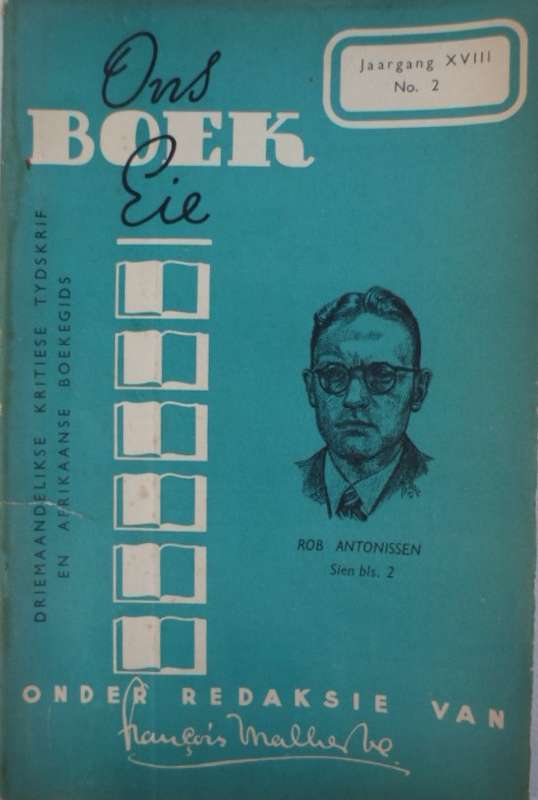 Ons
BOEK
Eie
Jaargang XVIII
No. 2
DRIEMAANDELIKSE KRITIESE TYDSKRIF
EN AFRIKAANSE BOEKEGIDS
ROB ANTONISSEN
Sien bls. 2
ONDER REDAKSIE VAN
François Malherbe.